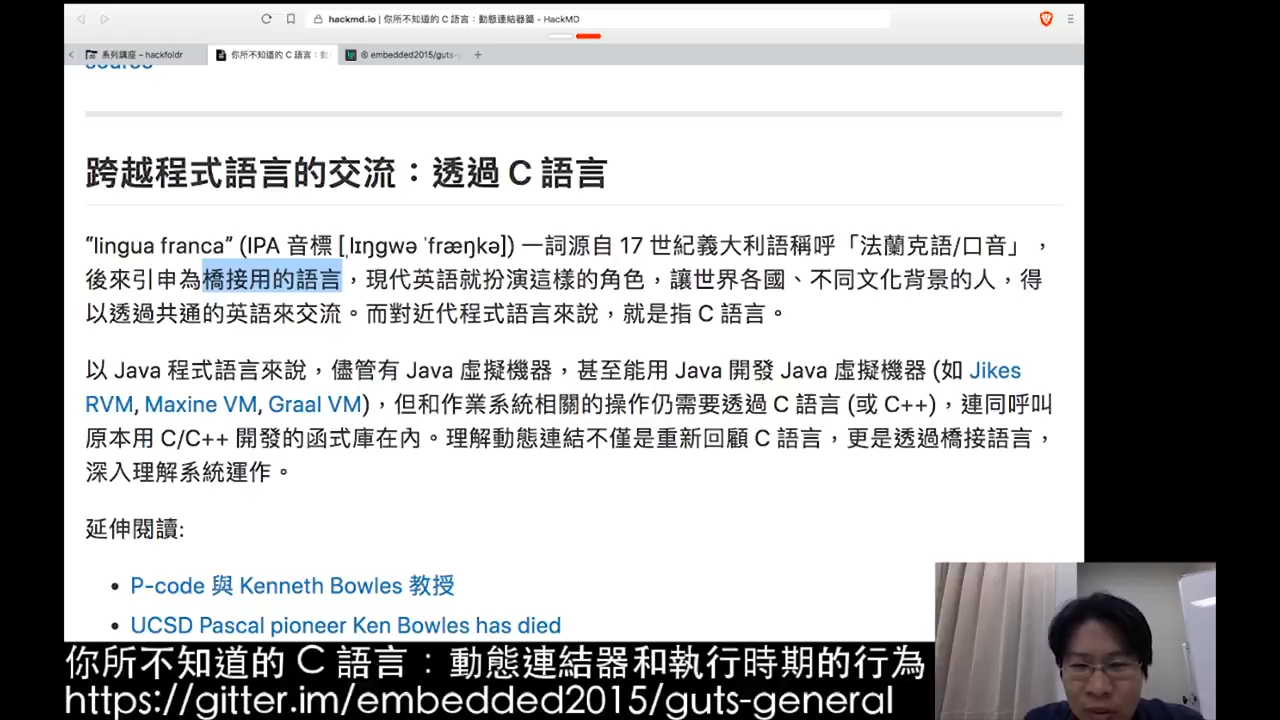 hackmd.io | 你所不知道的 C 語言：動態連結器篇 - HackMD
系列講座 – hackfoldr
你所不知道的 C 語言：動
embedded2015/guts-g
source
跨越程式語言的交流：透過 C 語言
“lingua franca” (IPA 音標 [ˌlɪŋɡwə ˈfræŋkə]) 一詞源自 17 世紀義大利語稱呼「法蘭克語/口音」，
後來引申為橋接用的語言，現代英語就扮演這樣的角色，讓世界各國、不同文化背景的人，得
以透過共通的英語來交流。而對近代程式語言來說，就是指 C 語言。
以 Java 程式語言來說，儘管有 Java 虛擬機器，甚至能用 Java 開發 Java 虛擬機器 (如 Jikes
RVM, Maxine VM, Graal VM)，但和作業系統相關的操作仍需要透過 C 語言 (或 C++)，連同呼叫
原本用 C/C++ 開發的函式庫在內。理解動態連結不僅是重新回顧 C 語言，更是透過橋接語言，
深入理解系統運作。
延伸閱讀:
• P-code 與 Kenneth Bowles 教授
• UCSD Pascal pioneer Ken Bowles has died
你所不知道的 C 語言：動態連結器和執行時期的行為
https://gitter.im/embedded2015/guts-general